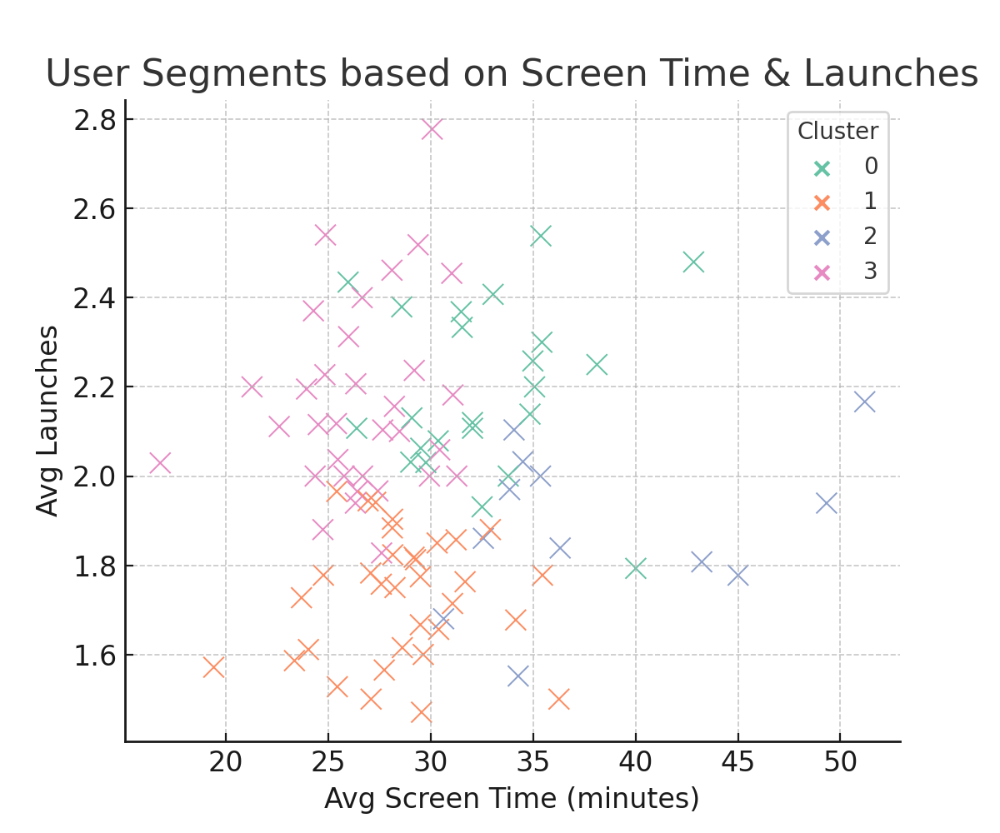 User Segments based on Screen Time & Launches
Cluster
0
1
2
3
2.8
2.6
2.4
2.2
2.0
1.8
1.6
Avg Launches
20 25 30 35 40 45 50
Avg Screen Time (minutes)